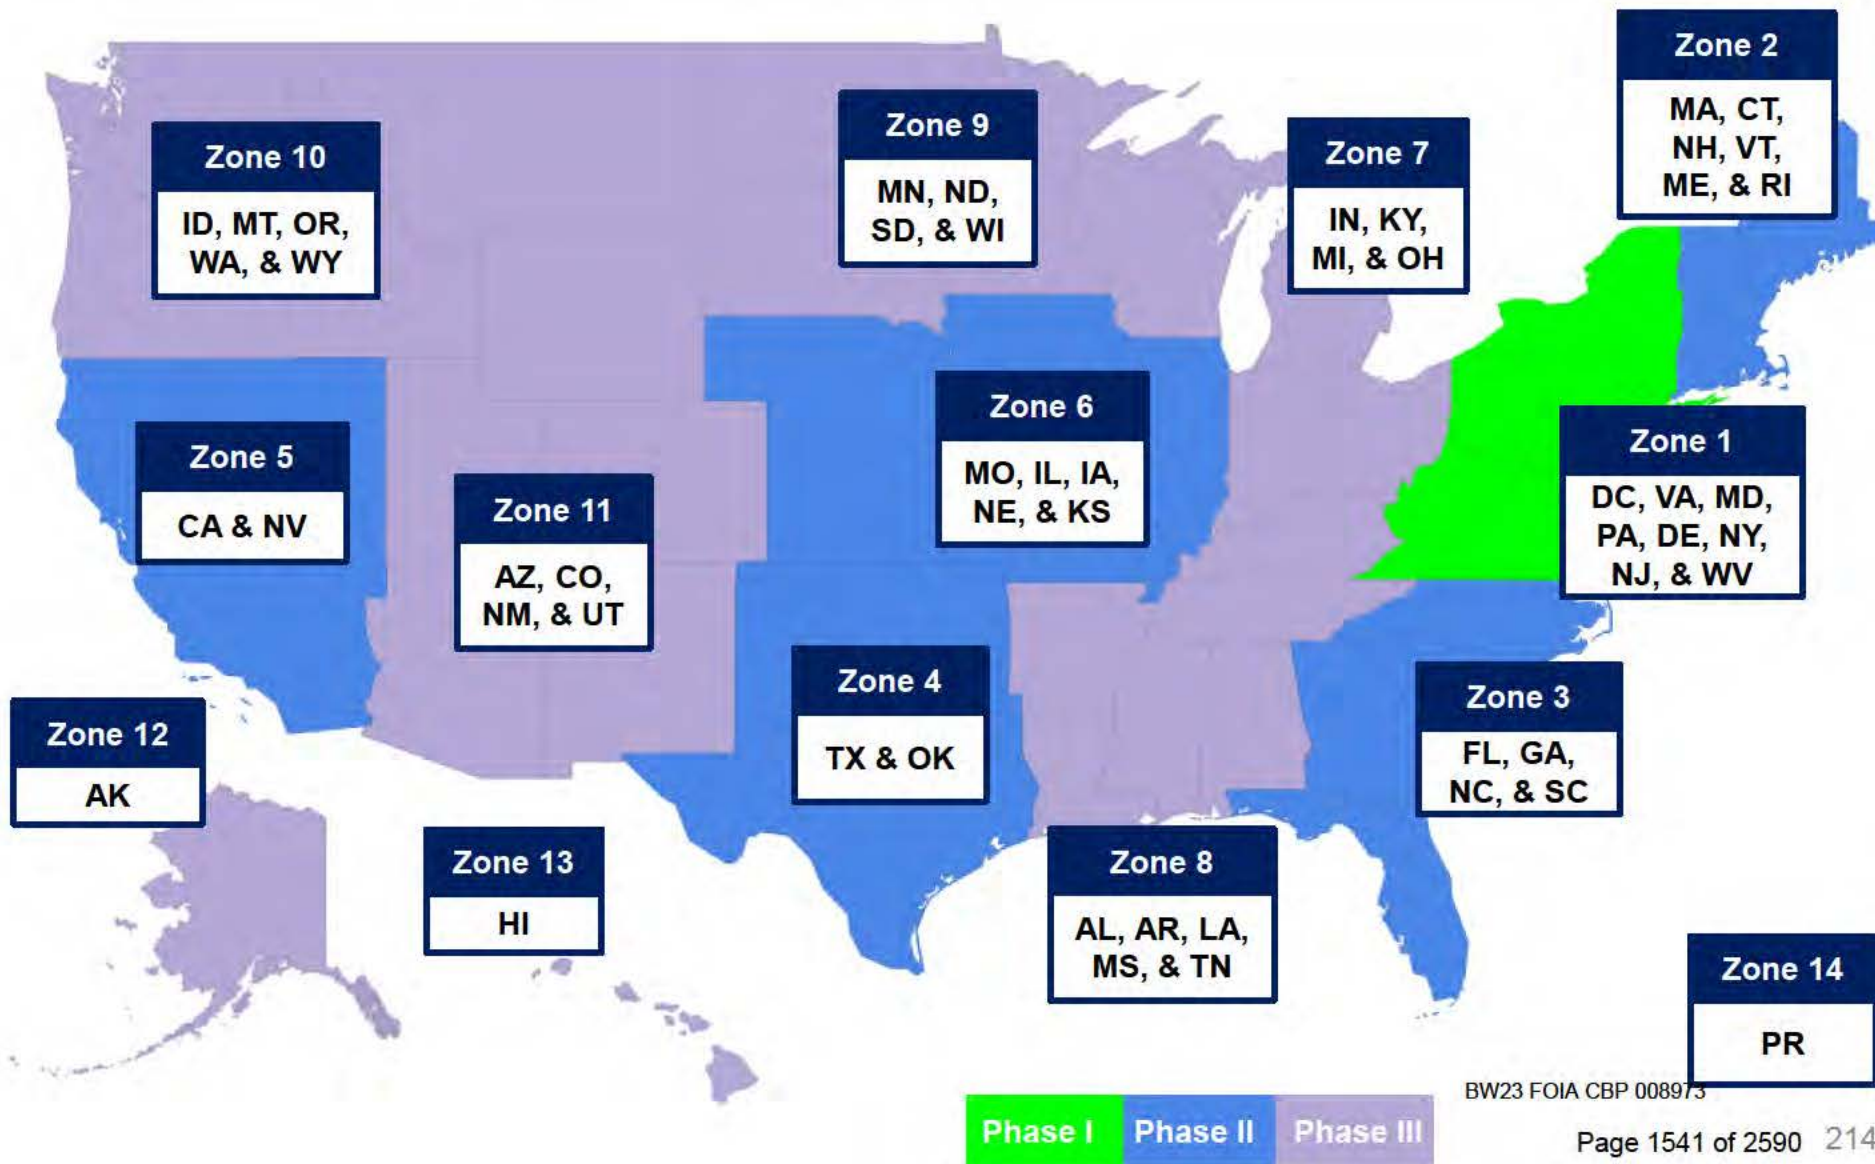 Zone 2
MA, CT,
NH, VT,
ME, & RI
Zone 9
MN, ND,
SD, & WI
Zone 7
IN, KY,
MI, & OH
Zone 10
ID, MT, OR,
WA, & WY
Zone 6
MO, IL, IA,
NE, & KS
Zone 1
DC, VA, MD,
PA, DE, NY,
NJ, & WV
Zone 5
CA & NV
Zone 11
AZ, CO,
NM, & UT
Zone 4
TX & OK
Zone 3
FL, GA,
NC, & SC
Zone 12
AK
Zone 13
HI
Zone 8
AL, AR, LA,
MS, & TN
Zone 14
PR
BW23 FOIA CBP 008973
Phase I Phase II Phase III
Page 1541 of 2590 214